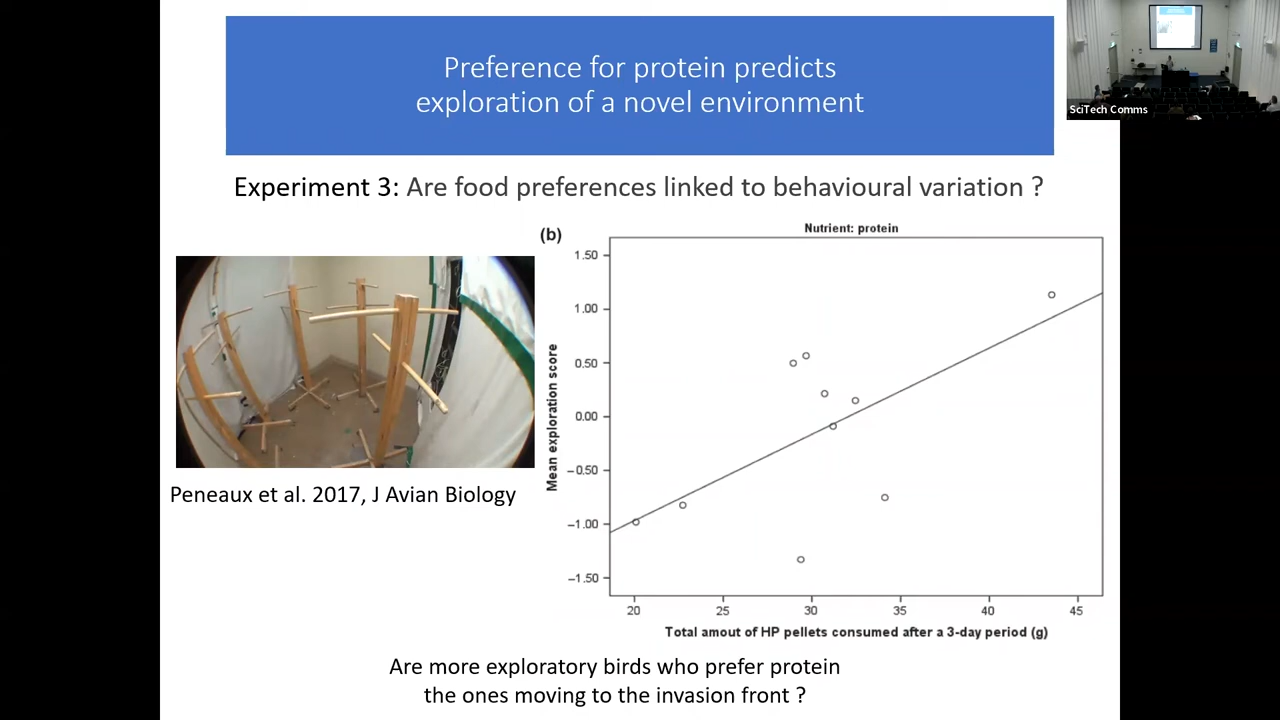 Preference for protein predicts
exploration of a novel environment
SciTech Comms
Experiment 3: Are food preferences linked to behavioural variation ?
(b)
Nutrient: protein
1.50
1.00
0.50
0.00
−0.50
−1.00
−1.50
Mean exploration score
20 25 30 35 40 45
Total amout of HP pellets consumed after a 3-day period (g)
Peneaux et al. 2017, J Avian Biology
Are more exploratory birds who prefer protein
the ones moving to the invasion front ?